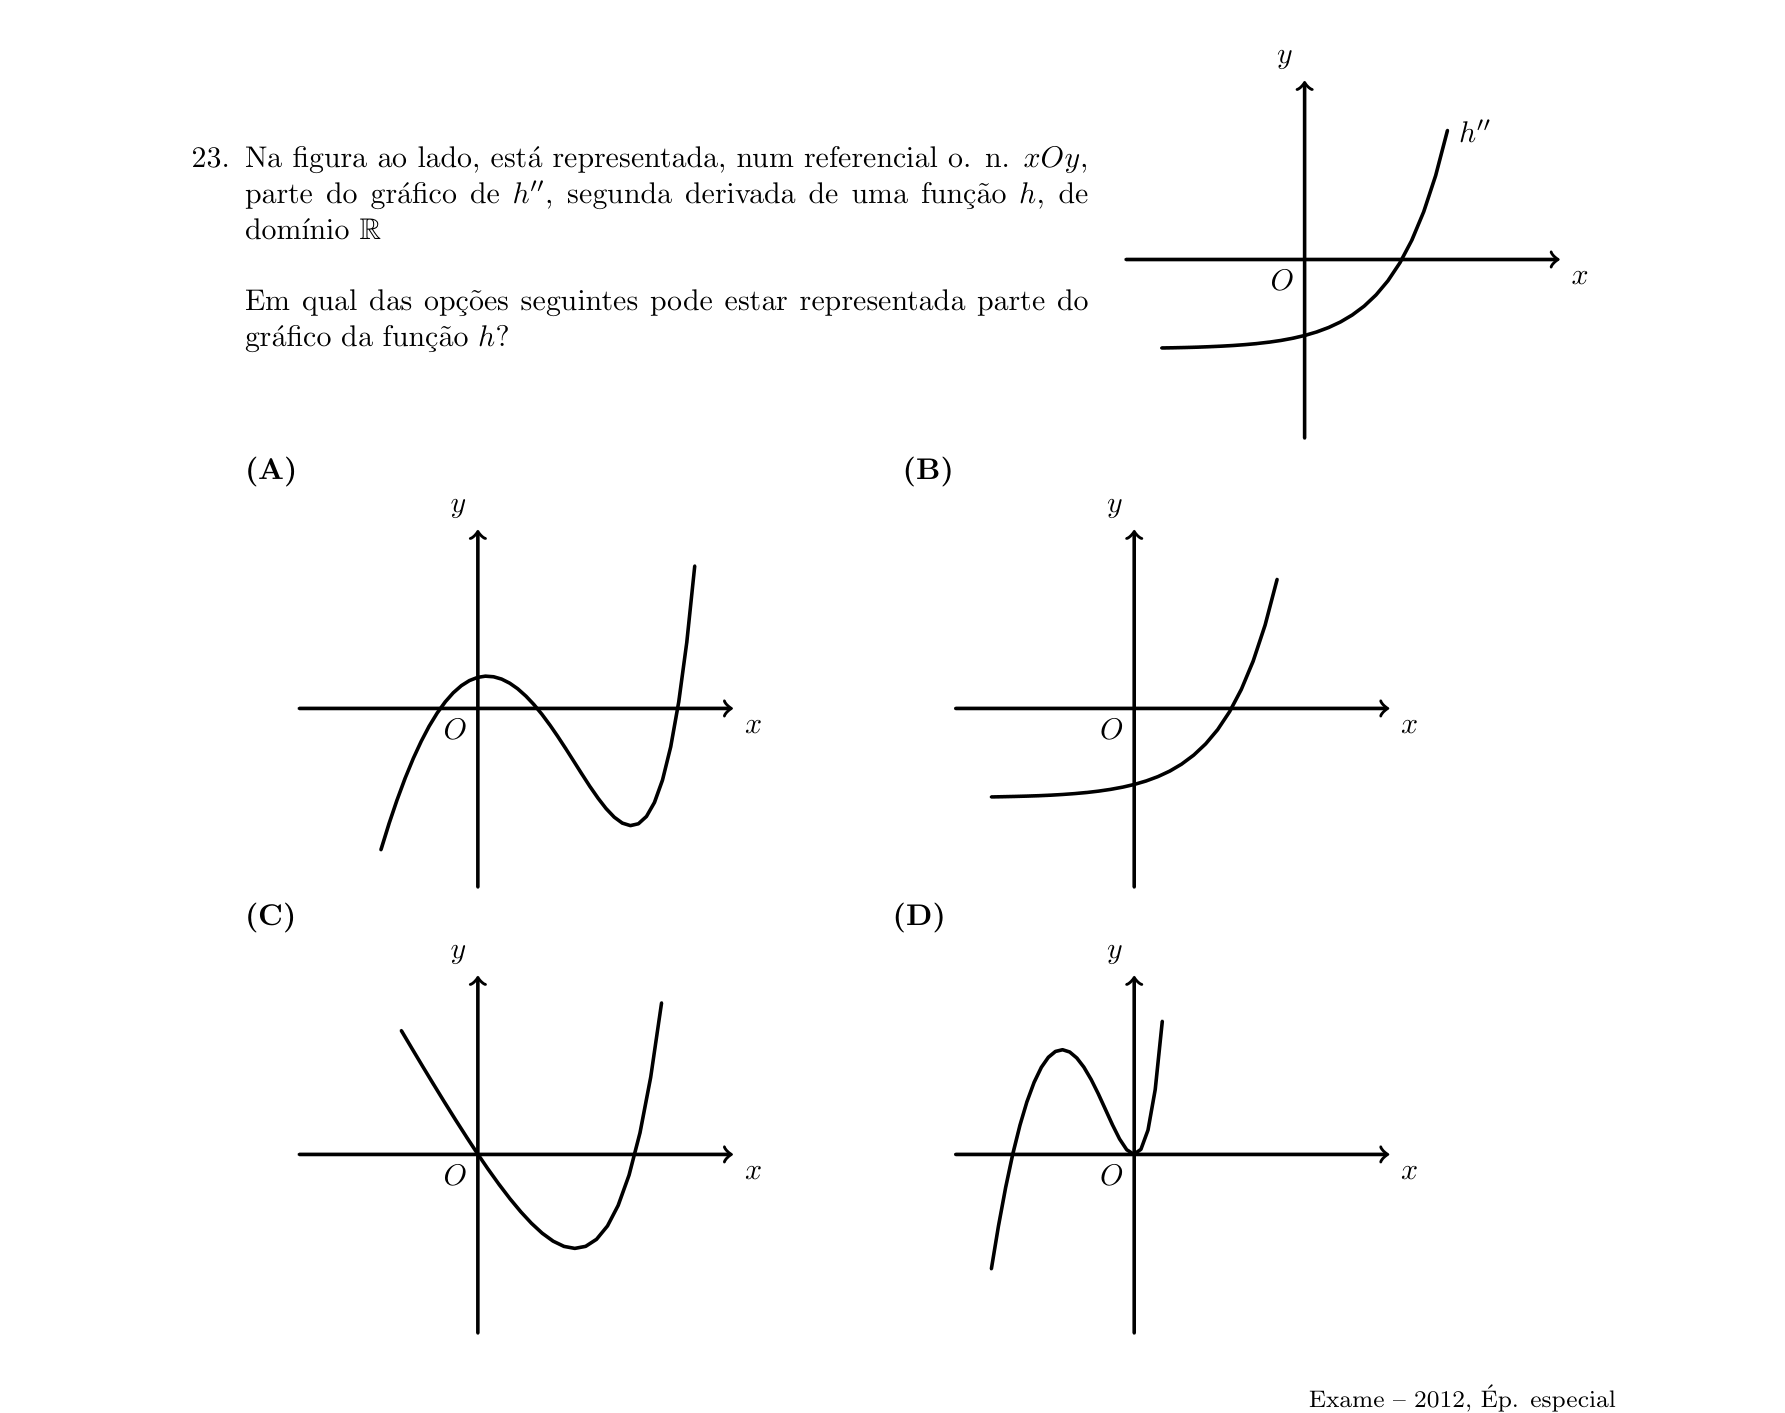 y
h′′
23. Na figura ao lado, está representada, num referencial o. n. xOy,
parte do gráfico de h′′, segunda derivada de uma função h, de
domínio ℝ
O
x
Em qual das opções seguintes pode estar representada parte do
gráfico da função h?
(A)
(B)
y
y
O
x
O
x
(C)
(D)
y
y
O
x
O
x
Exame – 2012, Ép. especial